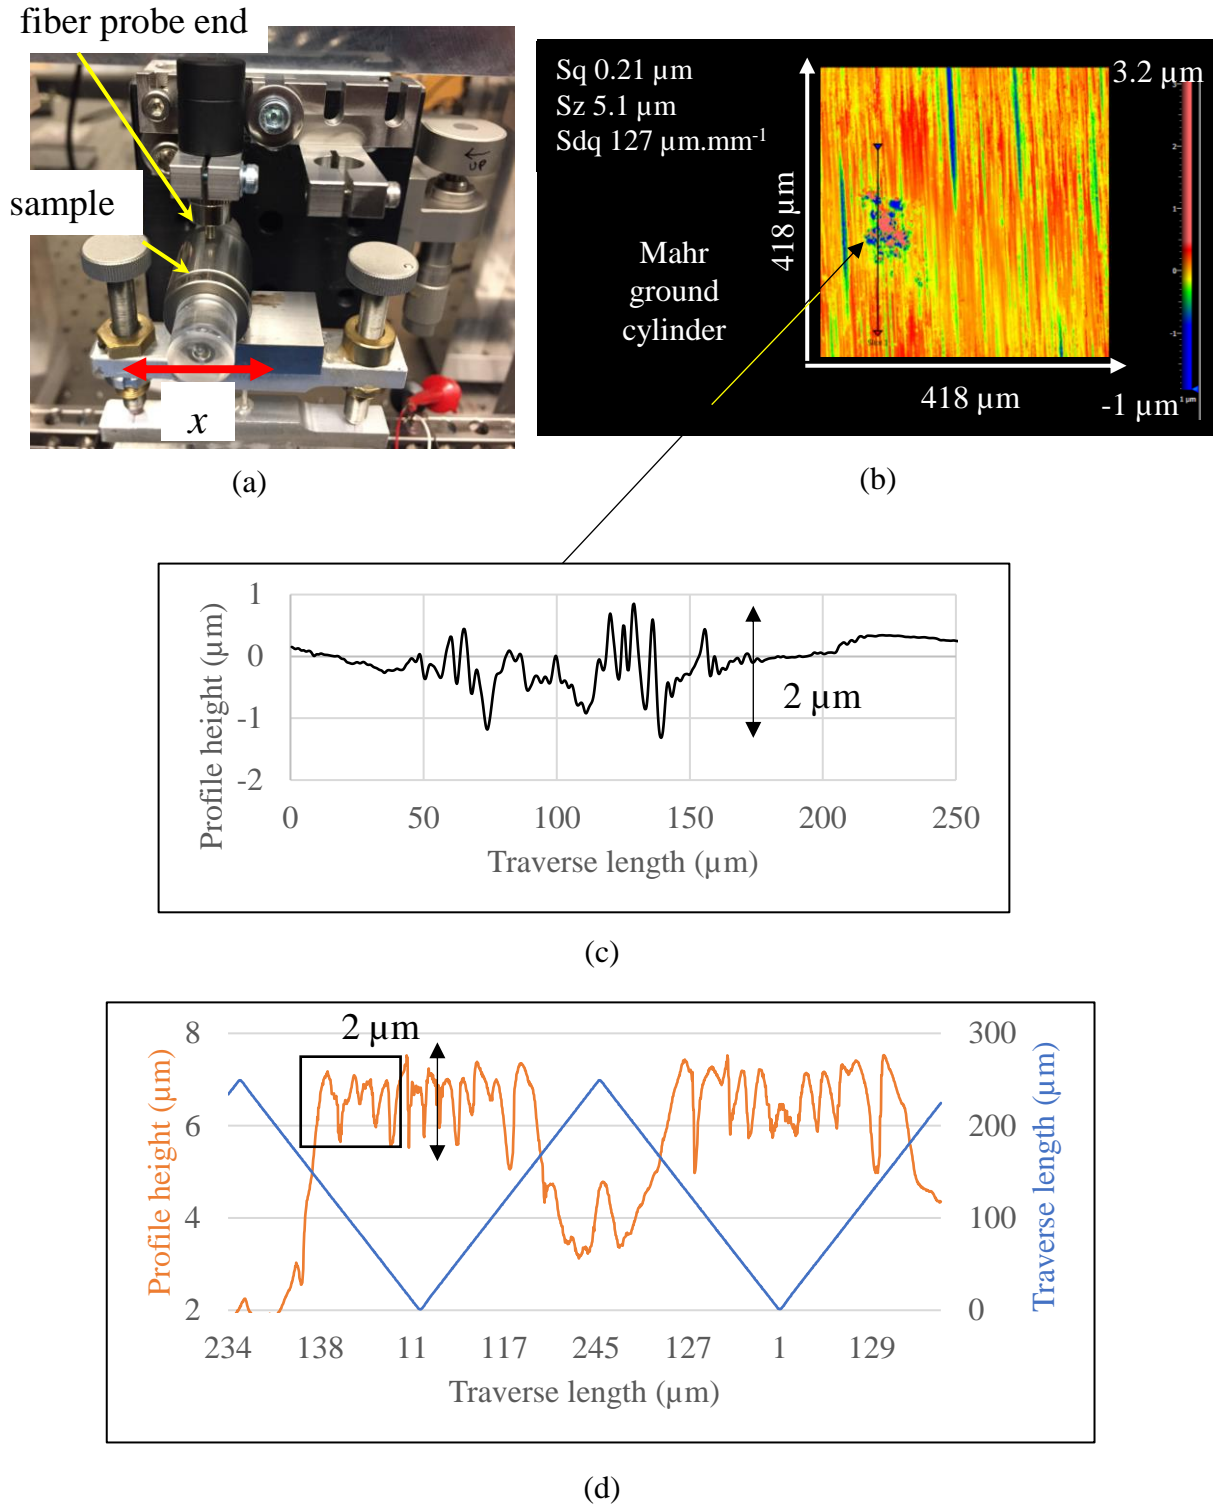 fiber probe end
sample
UP
x
(a)
Sq 0.21 µm
Sz 5.1 µm
Sdq 127 µm.mm-1
Mahr
ground
cylinder
418 µm
418 µm
3.2 µm
-1 µm
(b)
Profile height (µm)
1
0
-1
-2
2 µm
0 50 100 150 200 250
Traverse length (µm)
(c)
Profile height (µm)
8
6
4
2
2 µm
300
200
100
0
Traverse length (µm)
234 138 11 117 245 127 1 129
Traverse length (µm)
(d)